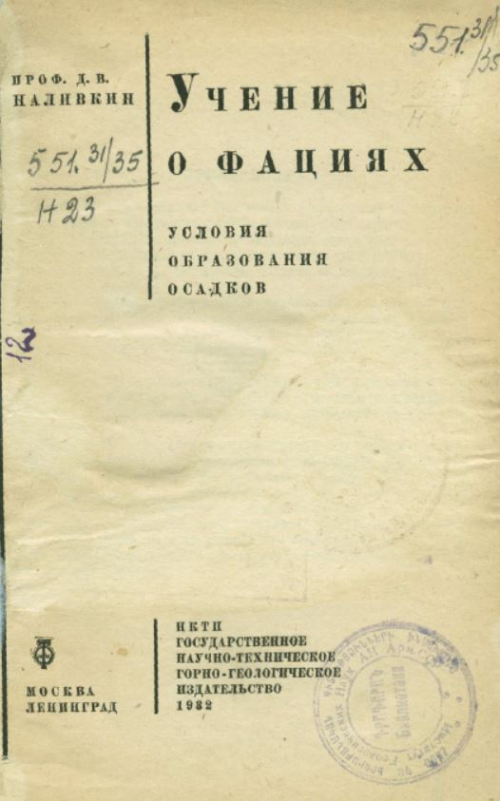 551.31/35
ПРОФ. Д. В.
НАЛИВКИН
УЧЕНИЕ
О ФАЦИЯХ
551.31/35
Н23
УСЛОВИЯ
ОБРАЗОВАНИЯ
ОСАДКОВ
12
НКТП
ГОСУДАРСТВЕННОЕ
НАУЧНО-ТЕХНИЧЕСКОЕ
ГОРНО-ГЕОЛОГИЧЕСКОЕ
ИЗДАТЕЛЬСТВО
1932
МОСКВА
ЛЕНИНГРАД
Библиотека